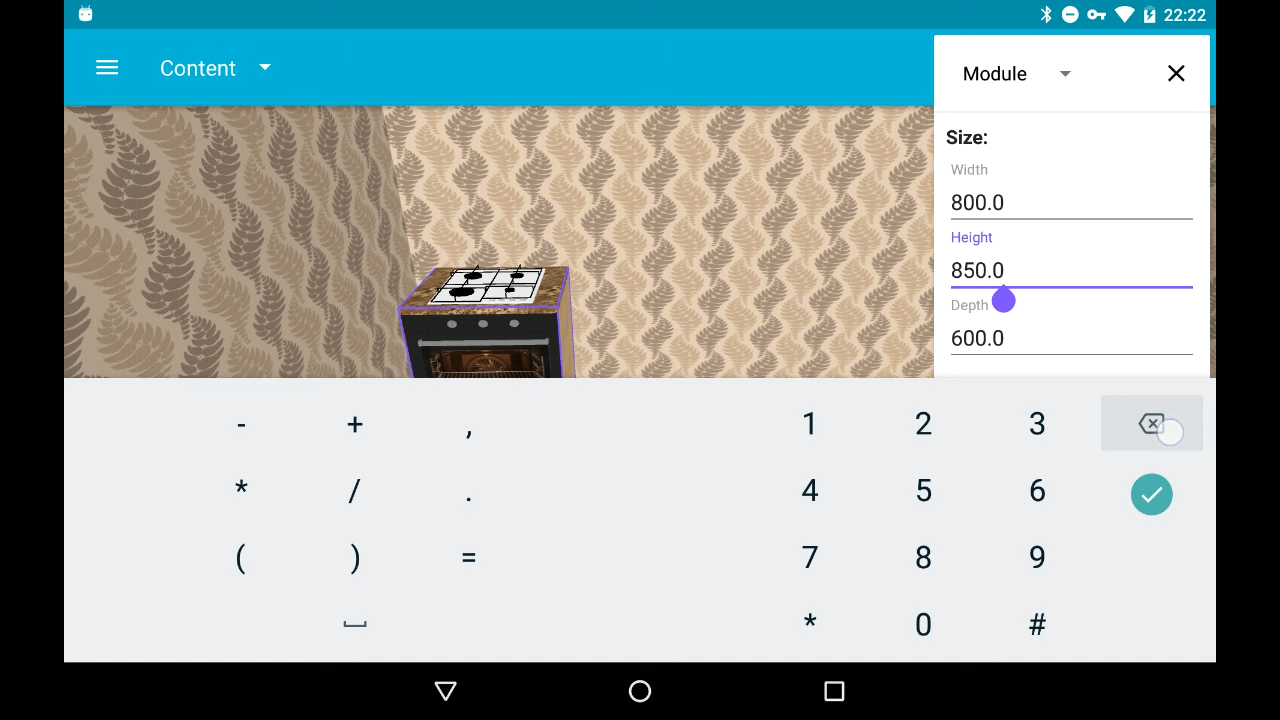 22:22
Content
Module
Size:
Width
800.0
Height
850.0
Depth
600.0
- + , 1 2 3
* / . 4 5 6
( ) = 7 8 9
* 0 #